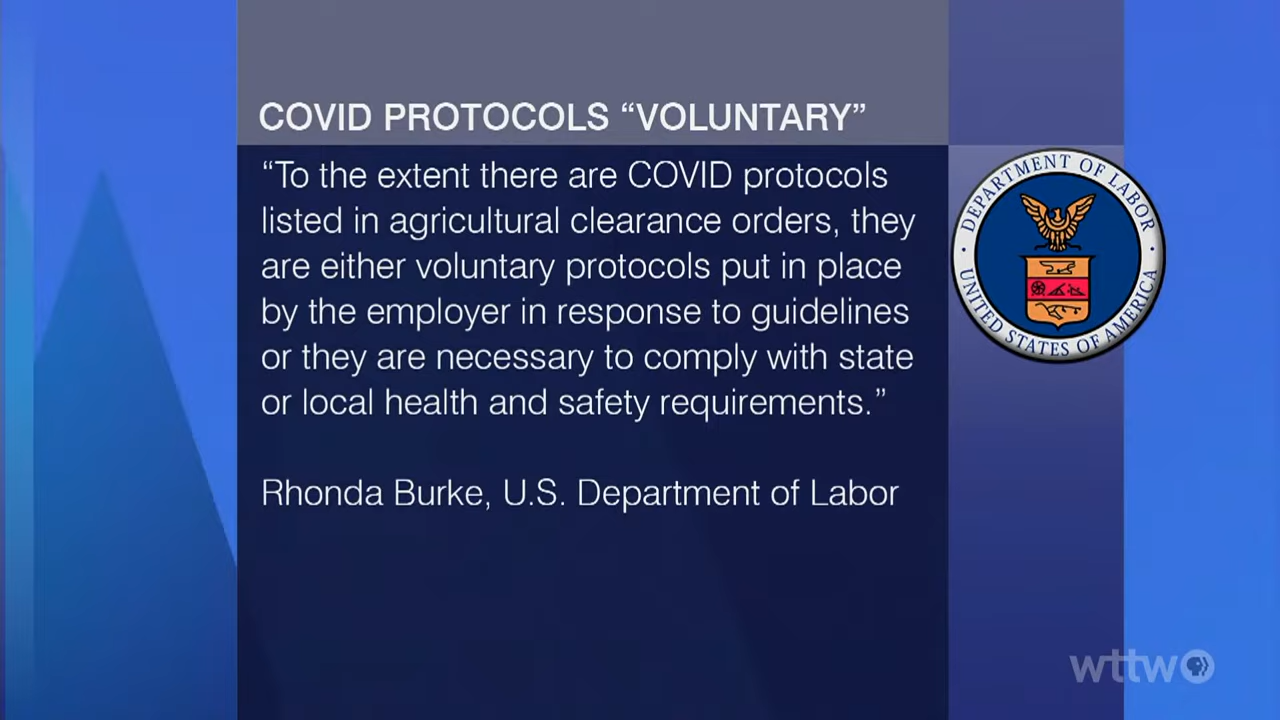 COVID PROTOCOLS “VOLUNTARY”
“To the extent there are COVID protocols
listed in agricultural clearance orders, they
are either voluntary protocols put in place
by the employer in response to guidelines
or they are necessary to comply with state
or local health and safety requirements.”
Rhonda Burke, U.S. Department of Labor
DEPARTMENT OF LABOR
UNITED STATES OF AMERICA
wttw